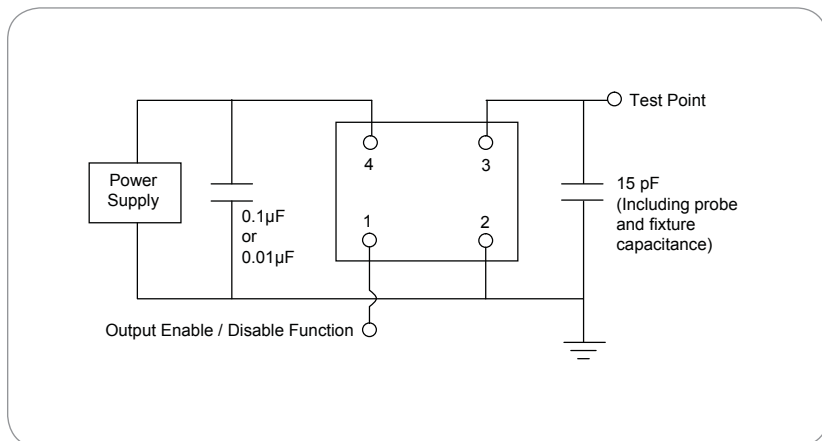 Test Point
4
3
Power
Supply
15 pF
(Including probe
and fixture
capacitance)
0.1µF
or
0.01µF
1
2
Output Enable / Disable Function